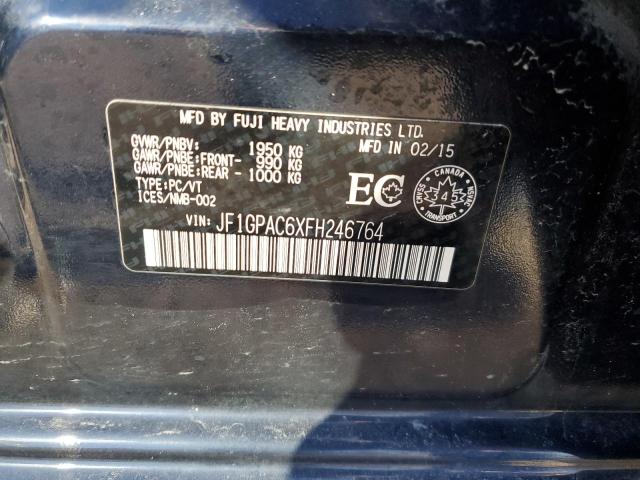 MFD BY FUJI HEAVY INDUSTRIES LTD.
GVWR/PNBV: 1950 KG MFD IN 02/15
GAWR/PNBE:FRONT- 990 KG
GAWR/PNBE:REAR - 1000 KG
TYPE:PC/VT
ICES/NMB-002
EC
CANADA
345
TRANSPORT
VIN: JF1GPAC6XFH246764